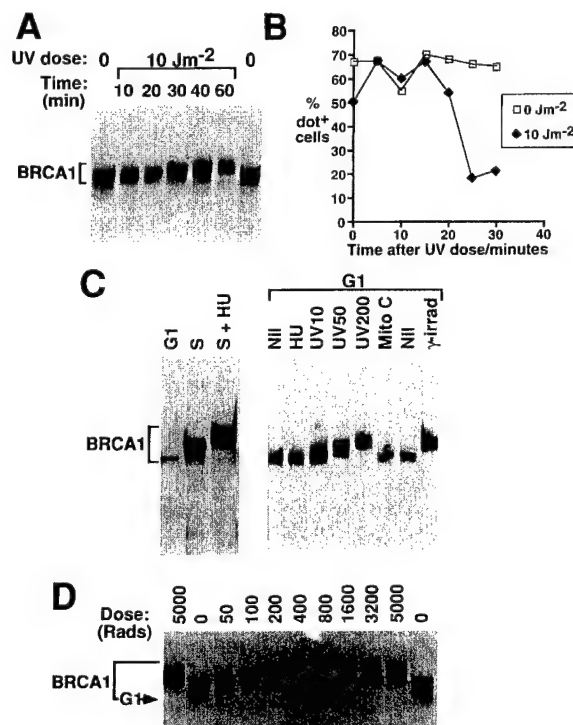 A
UV dose: 0 10 Jm-2 0
Time: (min) 10 20 30 40 60
BRCA1
B
% dot+ cells
80
70
60
50
40
30
20
10
0
0 10 20 30 40
Time after UV dose/minutes
0 Jm-2
10 Jm-2
C
G1 S S + HU
G1
Nil HU UV10 UV50 UV200 Mito C Nil γ-irrad
BRCA1
D
Dose: (Rads) 5000 0 50 100 200 400 800 1600 3200 5000 0
BRCA1
G1